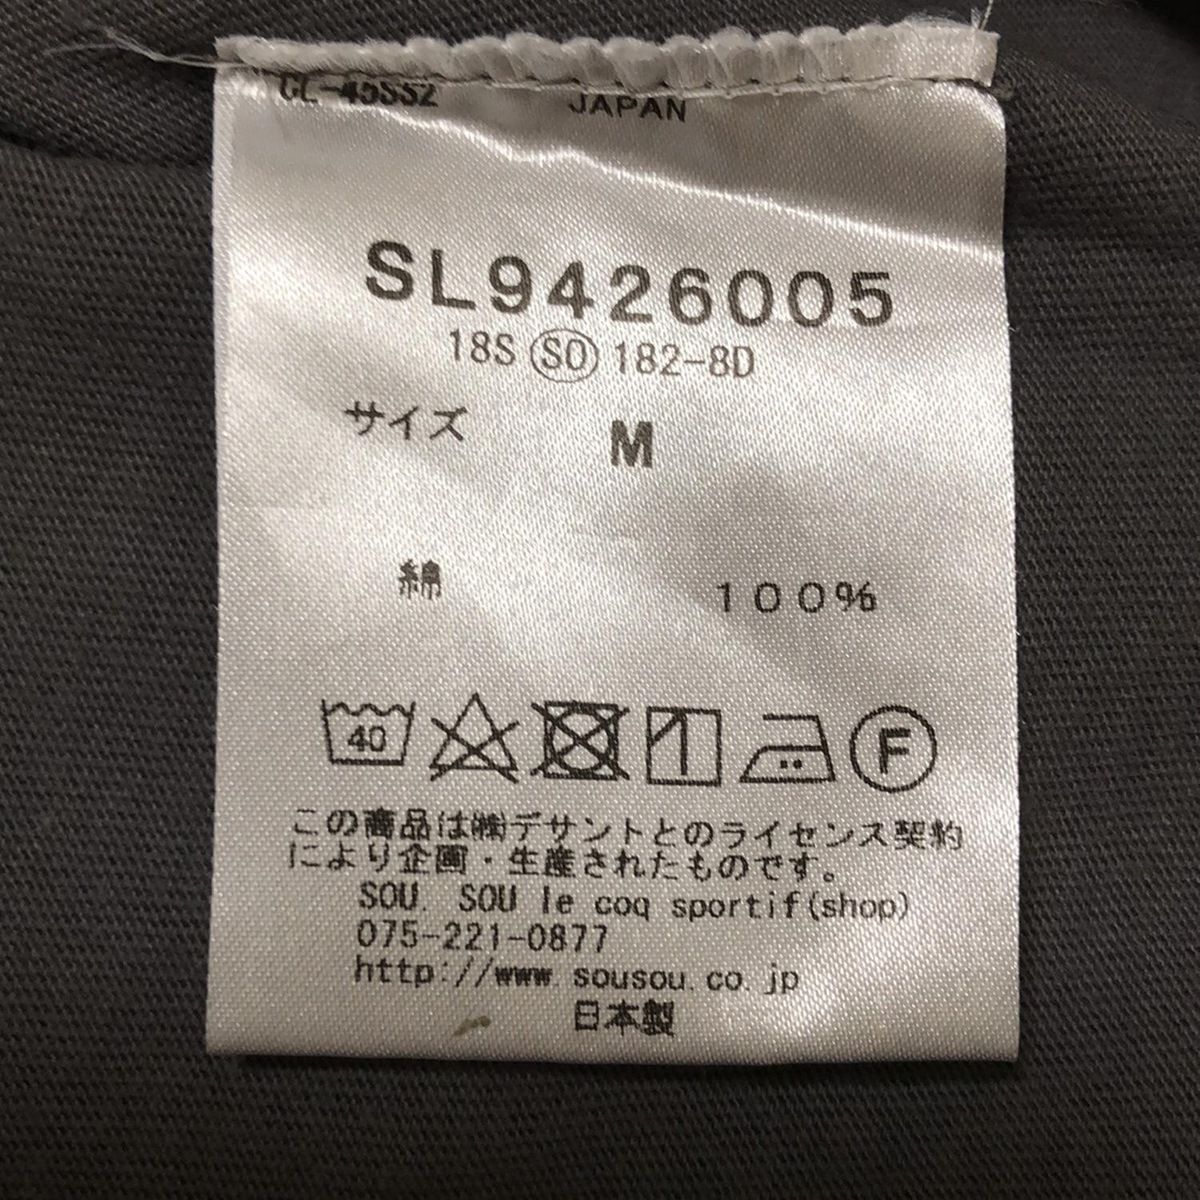 CL-45SS2 JAPAN
SL9426005
18S SO 182-8D
サイズ M
綿 100%
40 F
この商品は㈱デサントとのライセンス契約
により企画・生産されたものです。
SOU. SOU le coq sportif(shop)
075-221-0877
http://www.sousou.co.jp
日本製